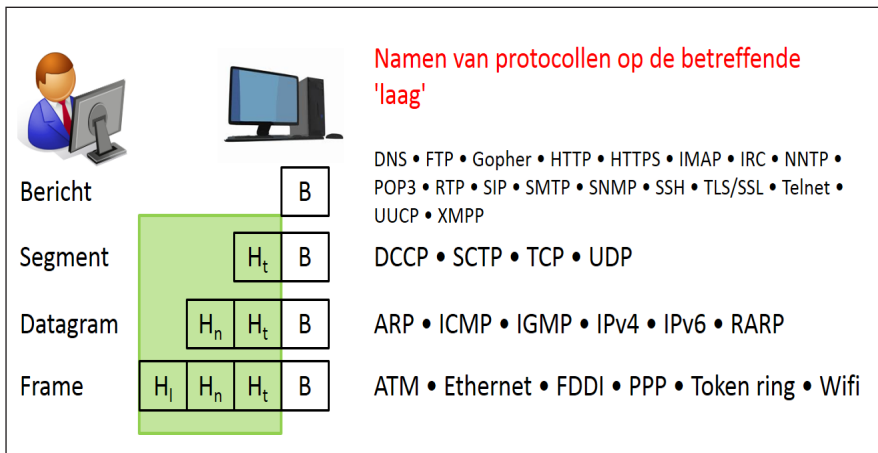 Namen van protocollen op de betreffende
'laag'
DNS • FTP • Gopher • HTTP • HTTPS • IMAP • IRC • NNTP •
POP3 • RTP • SIP • SMTP • SNMP • SSH • TLS/SSL • Telnet •
UUCP • XMPP
Bericht B
Segment Hₜ B DCCP • SCTP • TCP • UDP
Datagram Hₙ Hₜ B ARP • ICMP • IGMP • IPv4 • IPv6 • RARP
Frame Hₗ Hₙ Hₜ B ATM • Ethernet • FDDI • PPP • Token ring • Wifi